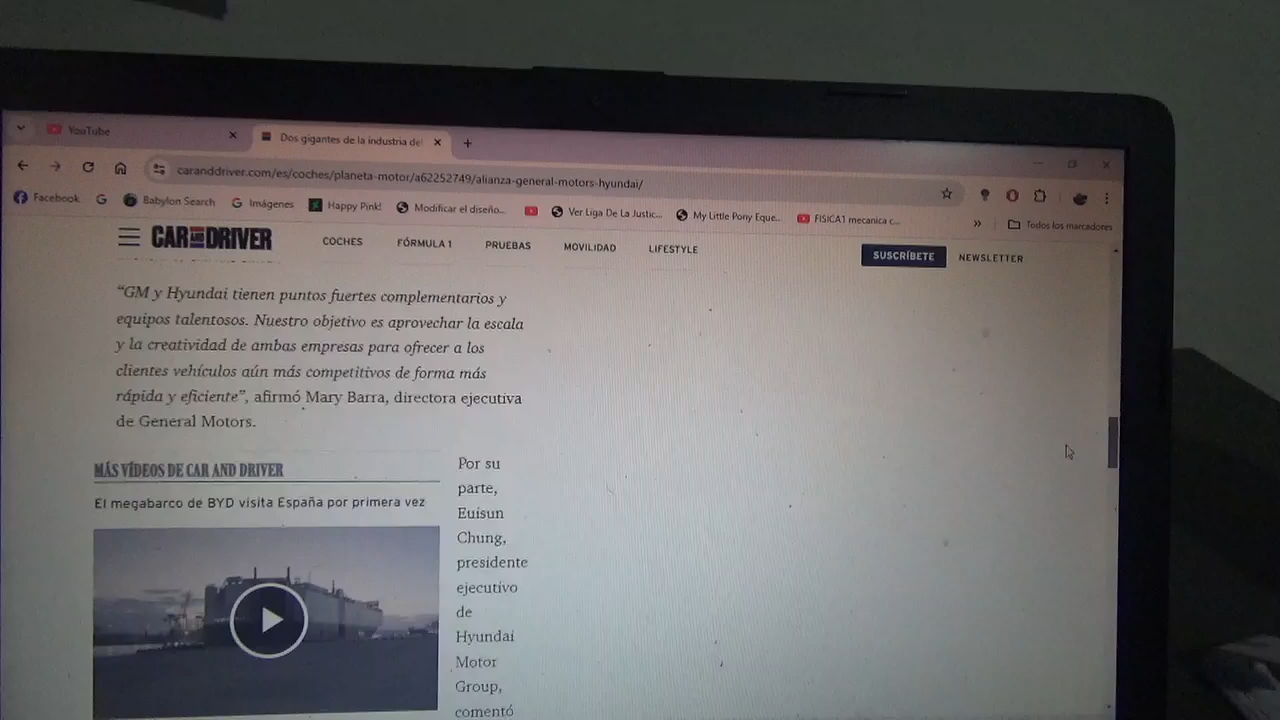 YouTube
Dos gigantes de la industria del
caranddriver.com/es/coches/planeta-motor/a62252749/alianza-general-motors-hyundai/
Facebook
Babylon Search
Imágenes
Happy Pink!
Modificar el diseño...
Ver Liga De La Justic...
My Little Pony Eque...
FISICA1 mecanica c...
Todos los marcadores
CAR AND DRIVER
COCHES
FÓRMULA 1
PRUEBAS
MOVILIDAD
LIFESTYLE
SUSCRÍBETE
NEWSLETTER
“GM y Hyundai tienen puntos fuertes complementarios y
equipos talentosos. Nuestro objetivo es aprovechar la escala
y la creatividad de ambas empresas para ofrecer a los
clientes vehículos aún más competitivos de forma más
rápida y eficiente”, afirmó Mary Barra, directora ejecutiva
de General Motors.
MÁS VÍDEOS DE CAR AND DRIVER
El megabarco de BYD visita España por primera vez
Por su
parte,
Euisun
Chung,
presidente
ejecutivo
de
Hyundai
Motor
Group,
comentó